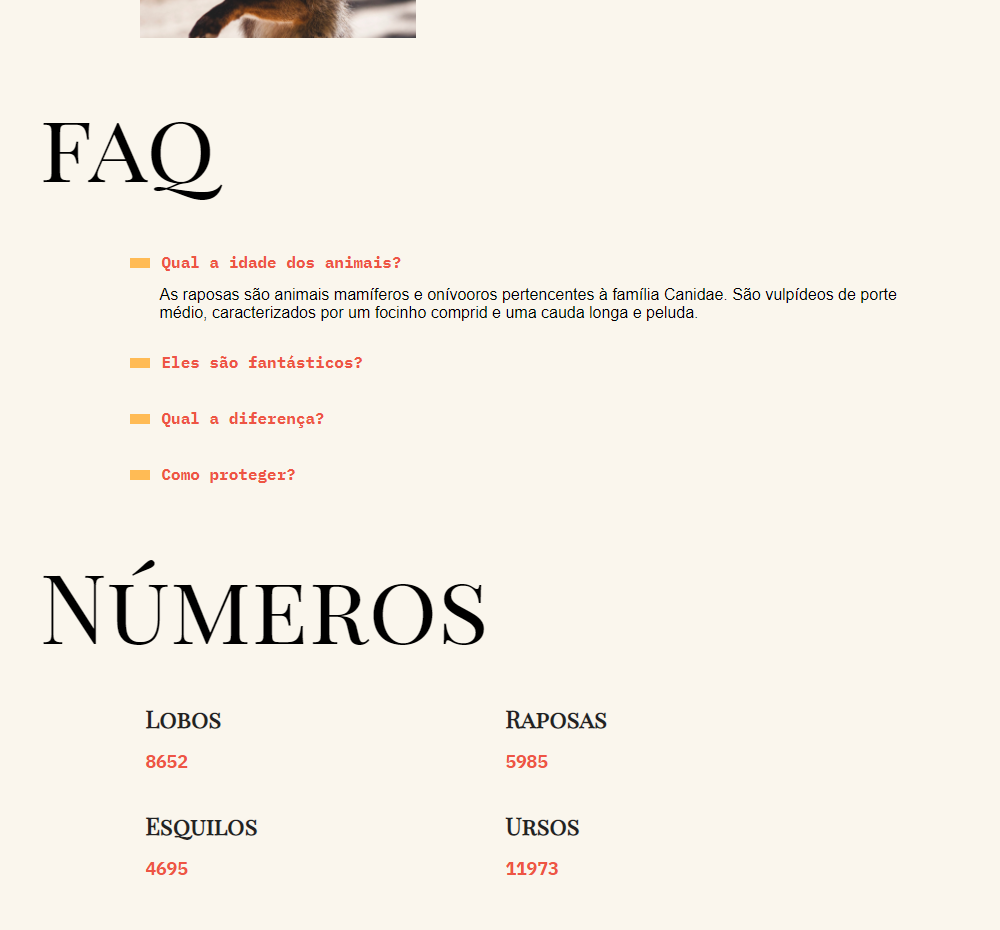 FAQ
Qual a idade dos animais?
As raposas são animais mamíferos e onívooros pertencentes à família Canidae. São vulpídeos de porte
médio, caracterizados por um focinho comprid e uma cauda longa e peluda.
Eles são fantásticos?
Qual a diferença?
Como proteger?
Números
Lobos
Raposas
8652
5985
Esquilos
Ursos
4695
11973